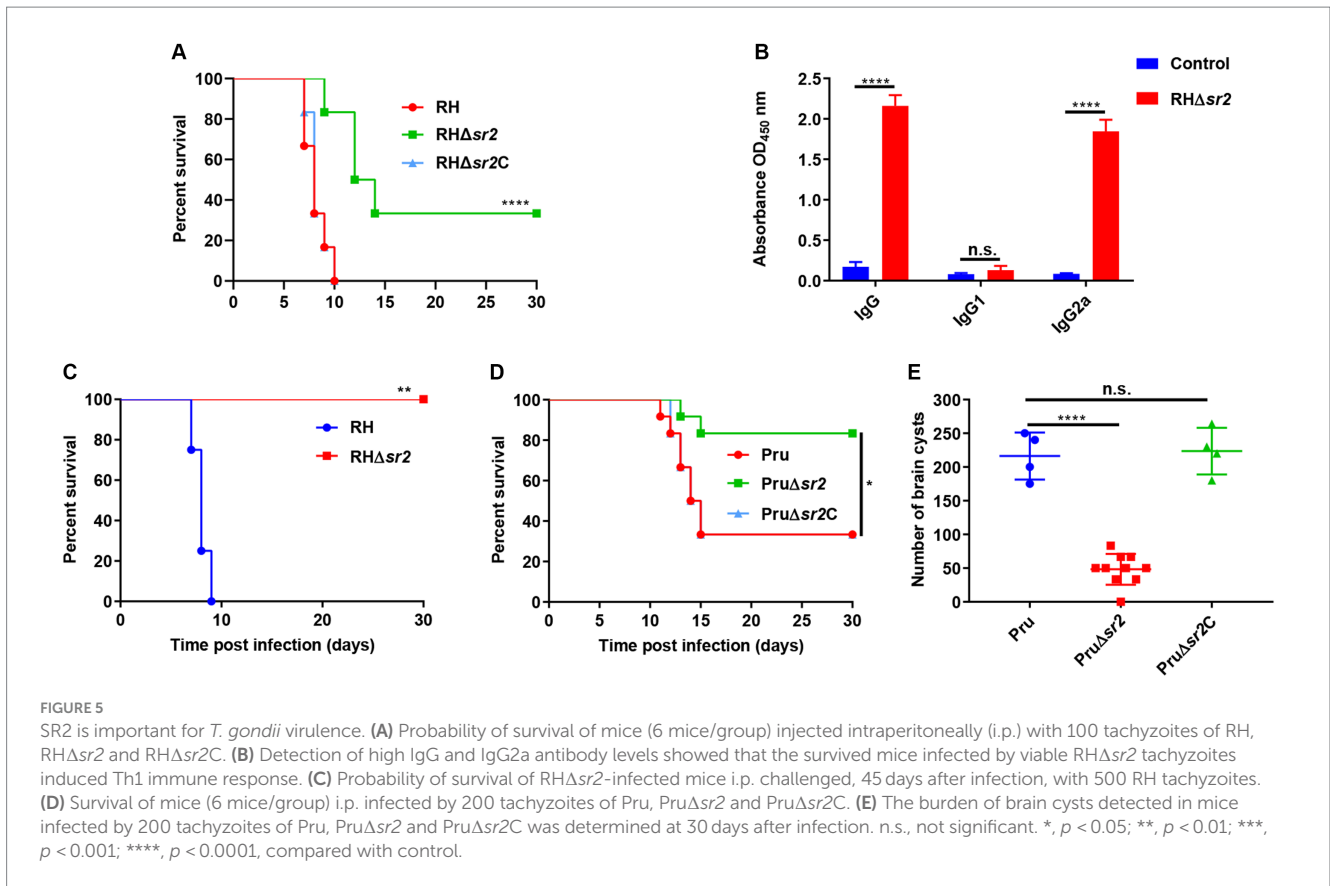 A
Percent survival
100
80
60
40
20
0
0 5 10 15 20 25 30
RH
RHΔsr2
RHΔsr2C
****
B
Absorbance OD450 nm
2.5
2.0
1.5
1.0
0.5
0.0
****
n.s.
****
IgG
IgG1
IgG2a
Control
RHΔsr2
C
Percent survival
100
80
60
40
20
0
0 10 20 30
Time post infection (days)
**
RH
RHΔsr2
D
Percent survival
100
80
60
40
20
0
0 5 10 15 20 25 30
Time post infection (days)
Pru
PruΔsr2
PruΔsr2C
*
E
Number of brain cysts
300
250
200
150
100
50
0
n.s.
****
Pru
PruΔsr2
PruΔsr2C
FIGURE 5
SR2 is important for T. gondii virulence. (A) Probability of survival of mice (6 mice/group) injected intraperitoneally (i.p.) with 100 tachyzoites of RH,
RHΔsr2 and RHΔsr2C. (B) Detection of high IgG and IgG2a antibody levels showed that the survived mice infected by viable RHΔsr2 tachyzoites
induced Th1 immune response. (C) Probability of survival of RHΔsr2-infected mice i.p. challenged, 45 days after infection, with 500 RH tachyzoites.
(D) Survival of mice (6 mice/group) i.p. infected by 200 tachyzoites of Pru, PruΔsr2 and PruΔsr2C. (E) The burden of brain cysts detected in mice
infected by 200 tachyzoites of Pru, PruΔsr2 and PruΔsr2C was determined at 30 days after infection. n.s., not significant. *, p < 0.05; **, p < 0.01; ***,
p < 0.001; ****, p < 0.0001, compared with control.